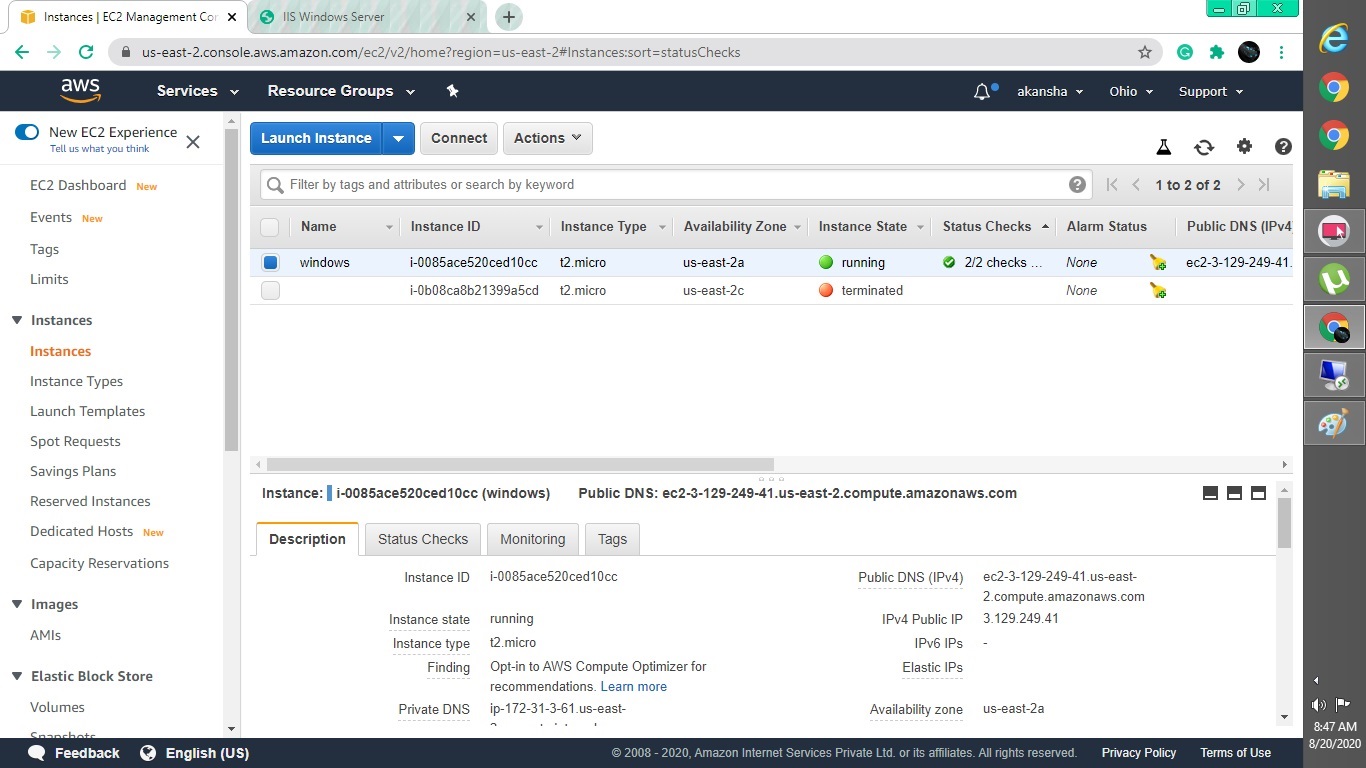 Instances | EC2 Management Con
IIS Windows Server
us-east-2.console.aws.amazon.com/ec2/v2/home?region=us-east-2#Instances:sort=statusChecks
aws Services Resource Groups akansha Ohio Support
New EC2 Experience
Tell us what you think
EC2 Dashboard New
Events New
Tags
Limits
Instances
Instances
Instance Types
Launch Templates
Spot Requests
Savings Plans
Reserved Instances
Dedicated Hosts New
Capacity Reservations
Images
AMIs
Elastic Block Store
Volumes
Snapshots
Launch Instance Connect Actions
Filter by tags and attributes or search by keyword
1 to 2 of 2
Name Instance ID Instance Type Availability Zone Instance State Status Checks Alarm Status Public DNS (IPv4
windows i-0085ace520ced10cc t2.micro us-east-2a running 2/2 checks ... None ec2-3-129-249-41.
i-0b08ca8b21399a5cd t2.micro us-east-2c terminated None
Instance: i-0085ace520ced10cc (windows) Public DNS: ec2-3-129-249-41.us-east-2.compute.amazonaws.com
Description Status Checks Monitoring Tags
Instance ID i-0085ace520ced10cc
Instance state running
Instance type t2.micro
Finding Opt-in to AWS Compute Optimizer for
recommendations. Learn more
Private DNS ip-172-31-3-61.us-east-
Public DNS (IPv4) ec2-3-129-249-41.us-east-
2.compute.amazonaws.com
IPv4 Public IP 3.129.249.41
IPv6 IPs -
Elastic IPs
Availability zone us-east-2a
Feedback English (US)
© 2008 - 2020, Amazon Internet Services Private Ltd. or its affiliates. All rights reserved. Privacy Policy Terms of Use
8:47 AM
8/20/2020